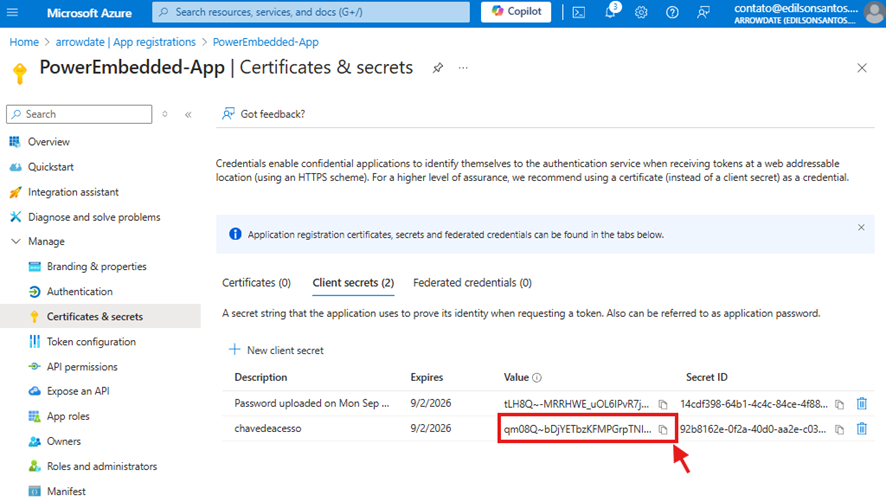 Microsoft Azure
Search resources, services, and docs (G+/)
Copilot
3
contato@edilsonsantos....
ARROWDATE (EDILSONSANTOS....
Home > arrowdate | App registrations > PowerEmbedded-App
PowerEmbedded-App | Certificates & secrets
Search
Got feedback?
Overview
Quickstart
Integration assistant
Diagnose and solve problems
Manage
Branding & properties
Authentication
Certificates & secrets
Token configuration
API permissions
Expose an API
App roles
Owners
Roles and administrators
Manifest
Credentials enable confidential applications to identify themselves to the authentication service when receiving tokens at a web addressable
location (using an HTTPS scheme). For a higher level of assurance, we recommend using a certificate (instead of a client secret) as a credential.
Application registration certificates, secrets and federated credentials can be found in the tabs below.
Certificates (0) Client secrets (2) Federated credentials (0)
A secret string that the application uses to prove its identity when requesting a token. Also can be referred to as application password.
New client secret
Description Expires Value Secret ID
Password uploaded on Mon Sep ... 9/2/2026 tLH8Q~-MRRHWE_uOL6IPvR7j... 14cdf398-64b1-4c4c-84ce-4f88...
chavedeacesso 9/2/2026 qm08Q~bDjYETbzKFMPGrpTNI... 92b8162e-0f2a-40d0-aa2e-c03...